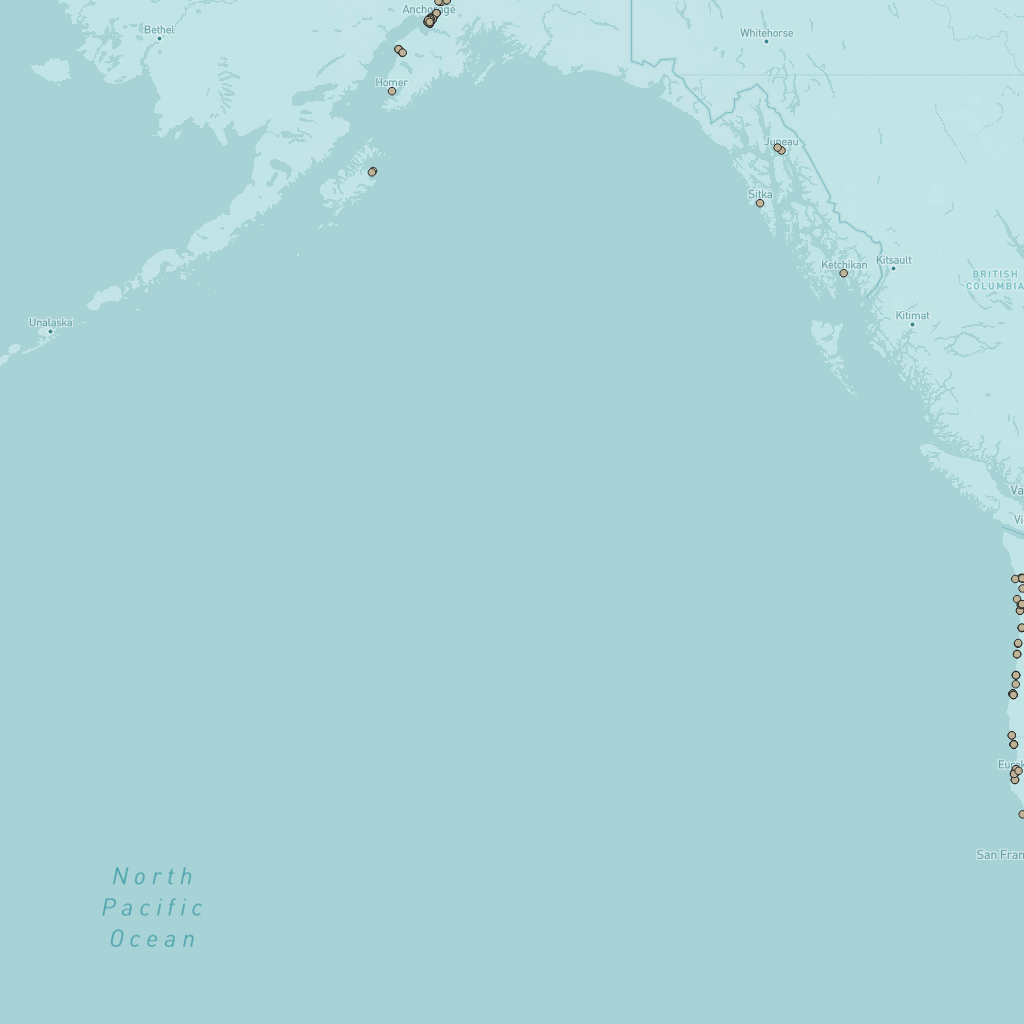 Anchorage
Bethel
Whitehorse
Homer
Juneau
Sitka
Ketchikan
Kitsault
BRITISH
COLUMBIA
Kitimat
Unalaska
Va
Vi
Eurek
San Fran
North
Pacific
Ocean